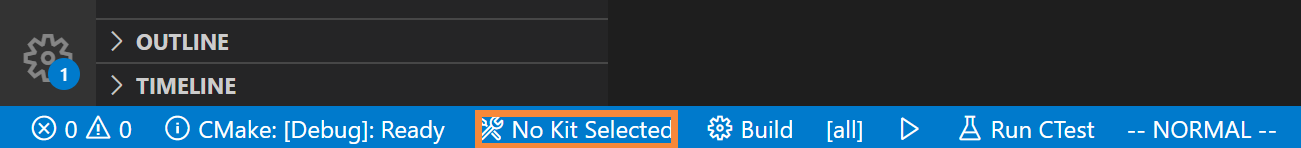 OUTLINE
1
TIMELINE
0 0 CMake: [Debug]: Ready No Kit Selected Build [all] Run CTest -- NORMAL --